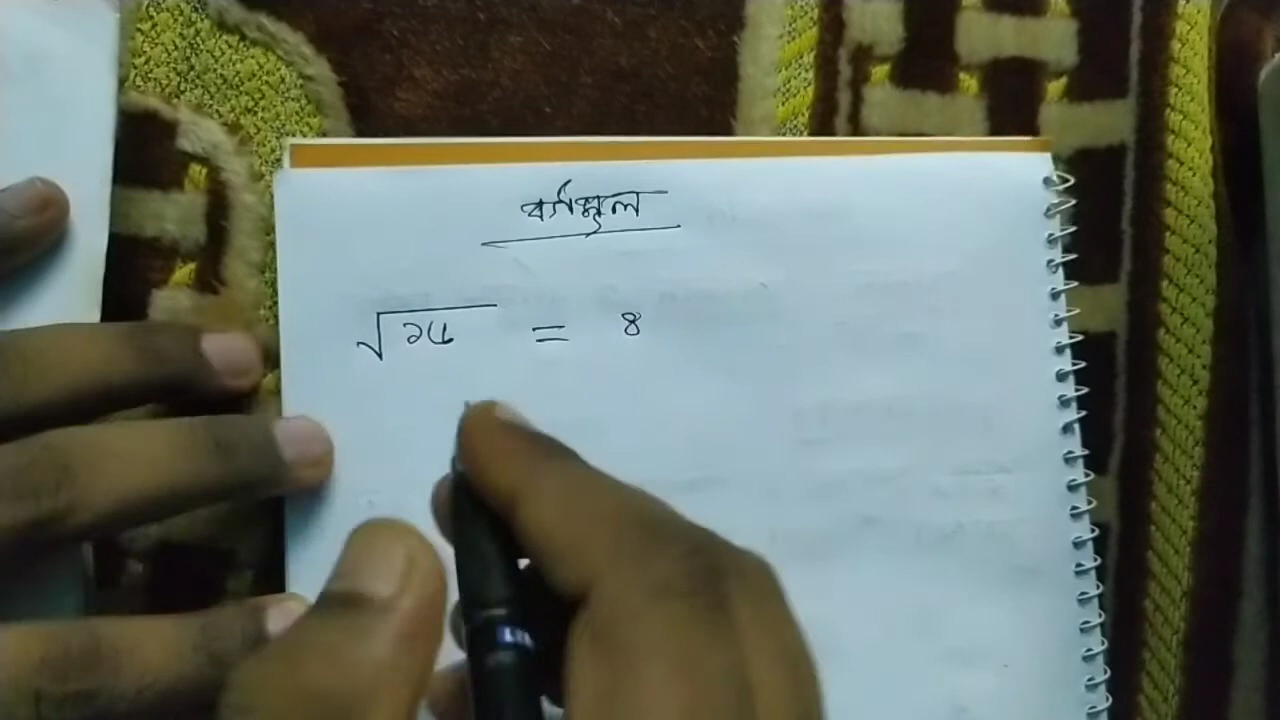 বর্গমুল
√১৬ = ৪